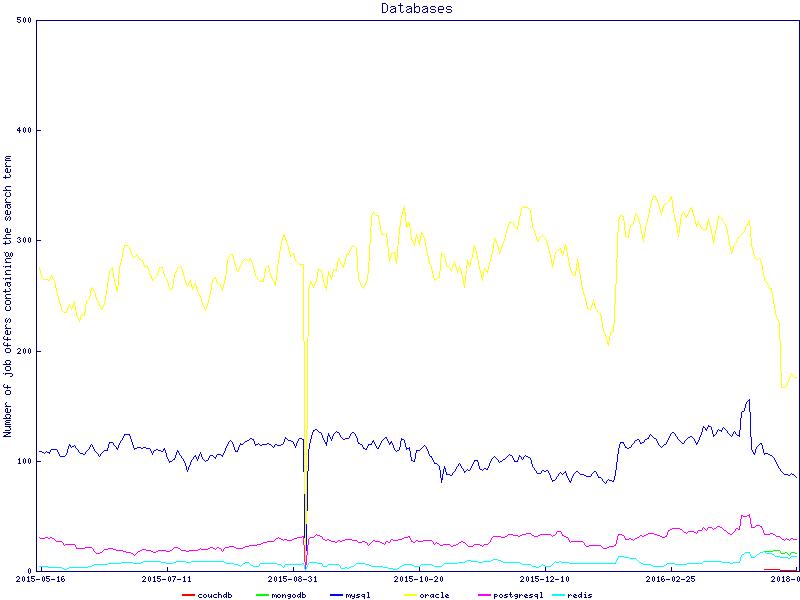 Databases
Number of job offers containing the search term
500
400
300
200
100
0
2015-05-16 2015-07-11 2015-08-31 2015-10-20 2015-12-10 2016-02-25 2018-0
couchdb mongodb mysql oracle postgresql redis